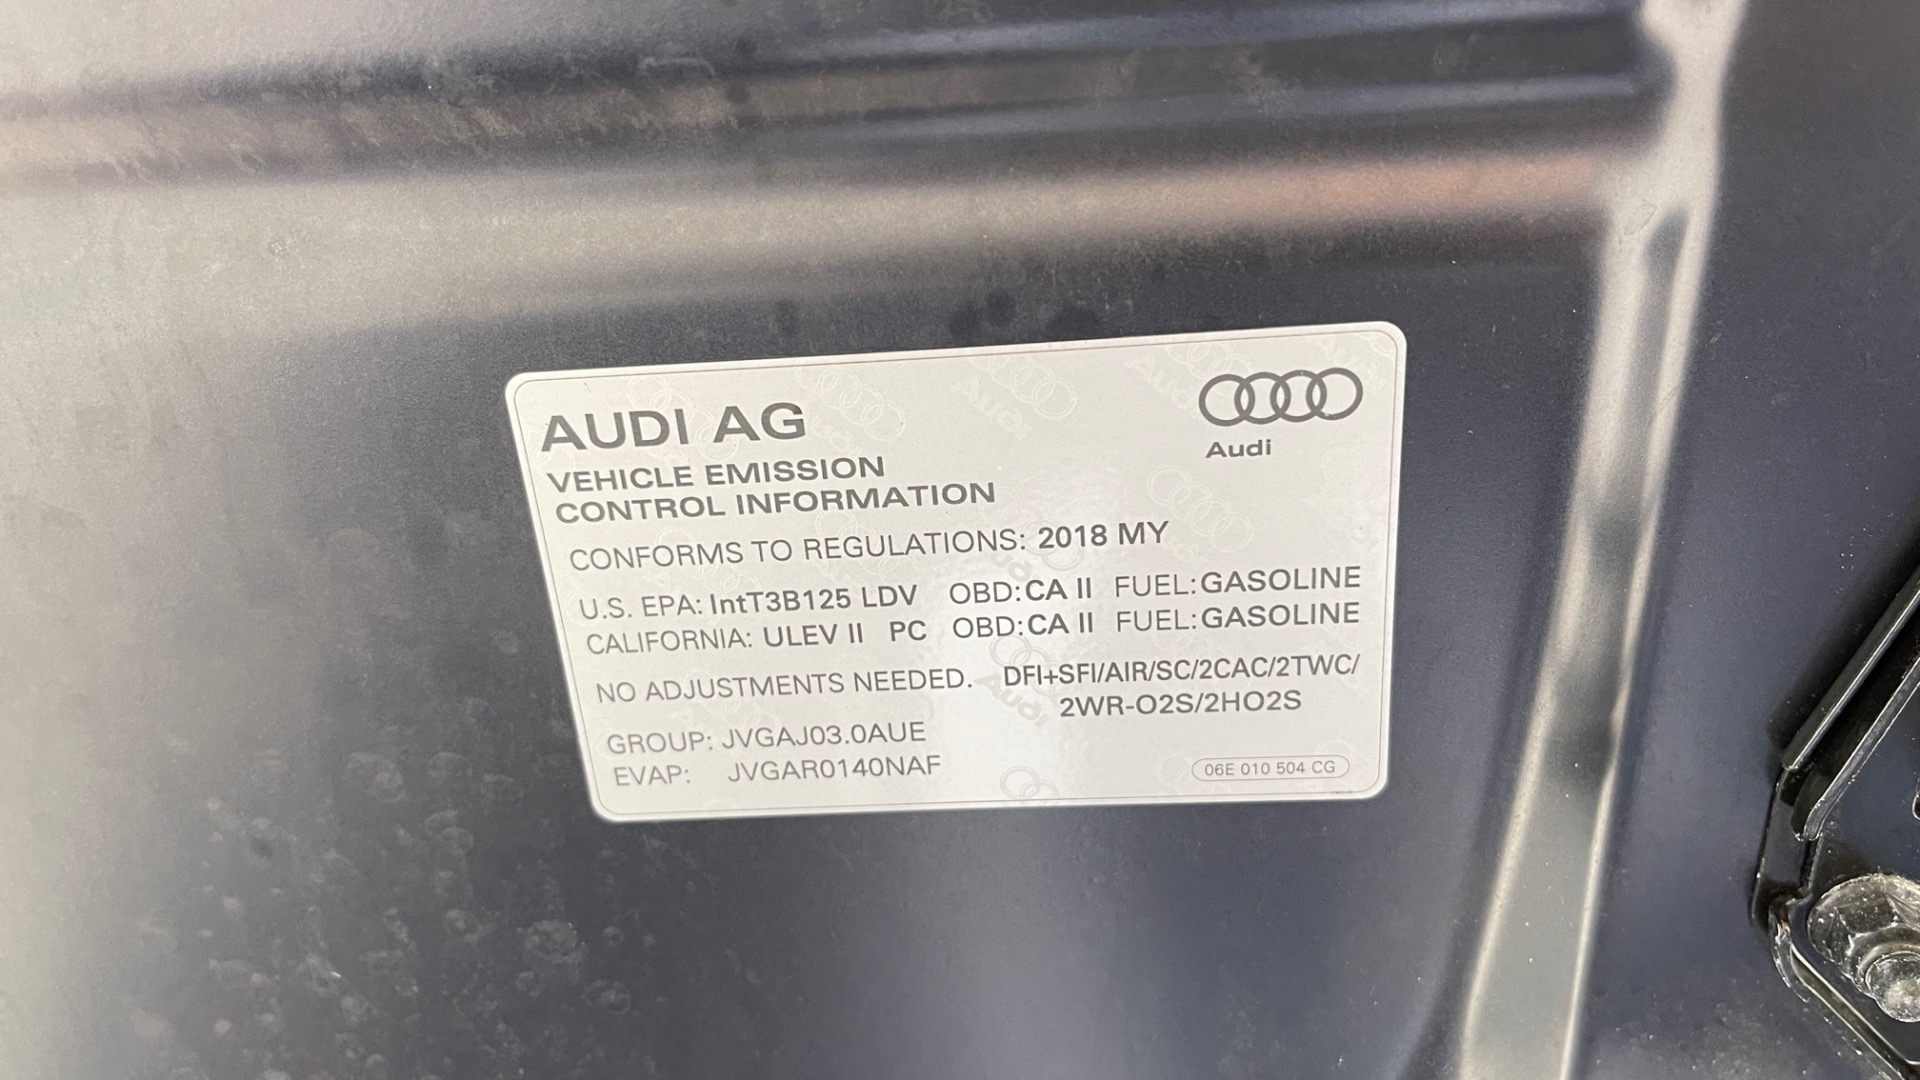 AUDI AG
Audi
VEHICLE EMISSION
CONTROL INFORMATION
CONFORMS TO REGULATIONS: 2018 MY
U.S. EPA: IntT3B125 LDV OBD: CA II FUEL: GASOLINE
CALIFORNIA: ULEV II PC OBD: CA II FUEL: GASOLINE
NO ADJUSTMENTS NEEDED. DFI+SFI/AIR/SC/2CAC/2TWC/
2WR-O2S/2HO2S
GROUP: JVGAJ03.0AUE
EVAP: JVGAR0140NAF
06E 010 504 CG